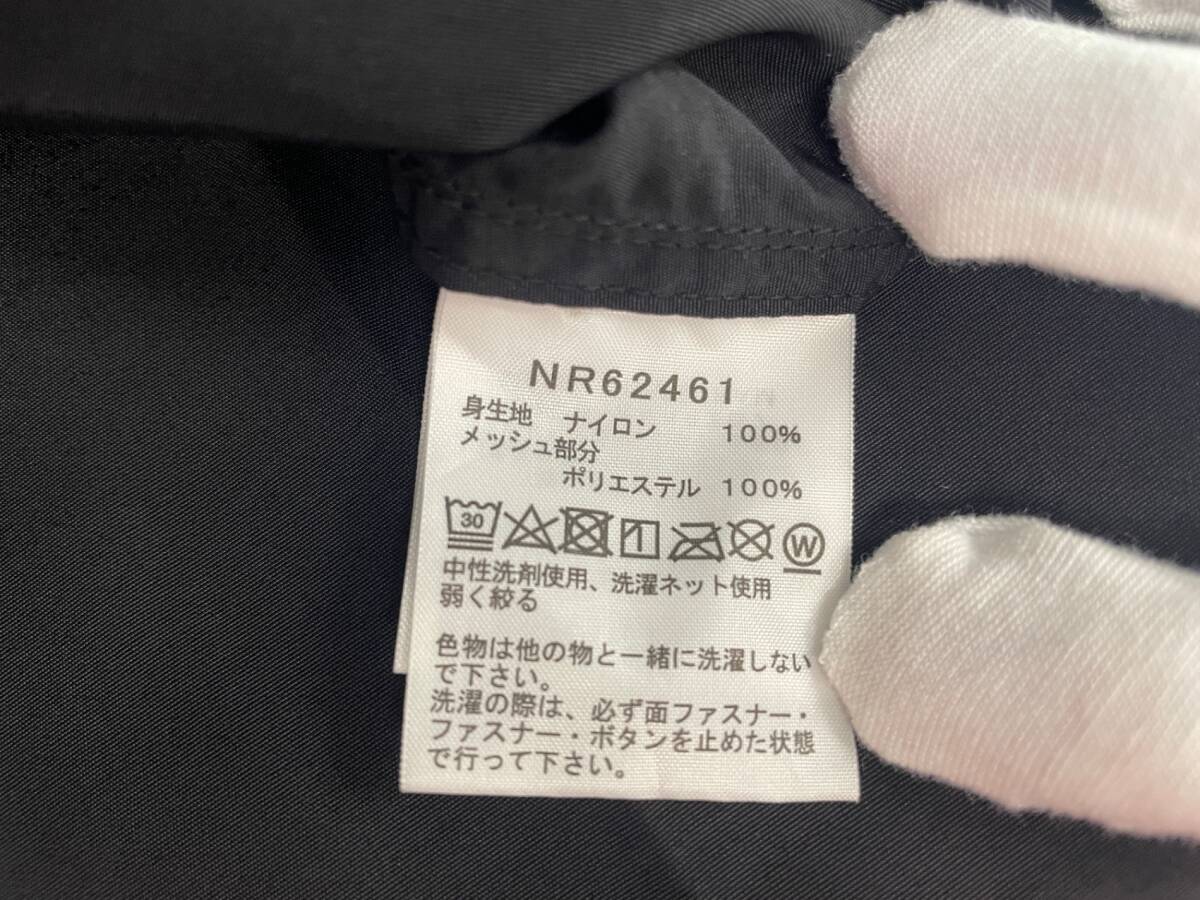 NR62461
身生地 ナイロン 100%
メッシュ部分
ポリエステル 100%
30 W
中性洗剤使用、洗濯ネット使用
弱く絞る
色物は他の物と一緒に洗濯しない
で下さい。
洗濯の際は、必ず面ファスナー・
ファスナー・ボタンを止めた状態
で行って下さい。